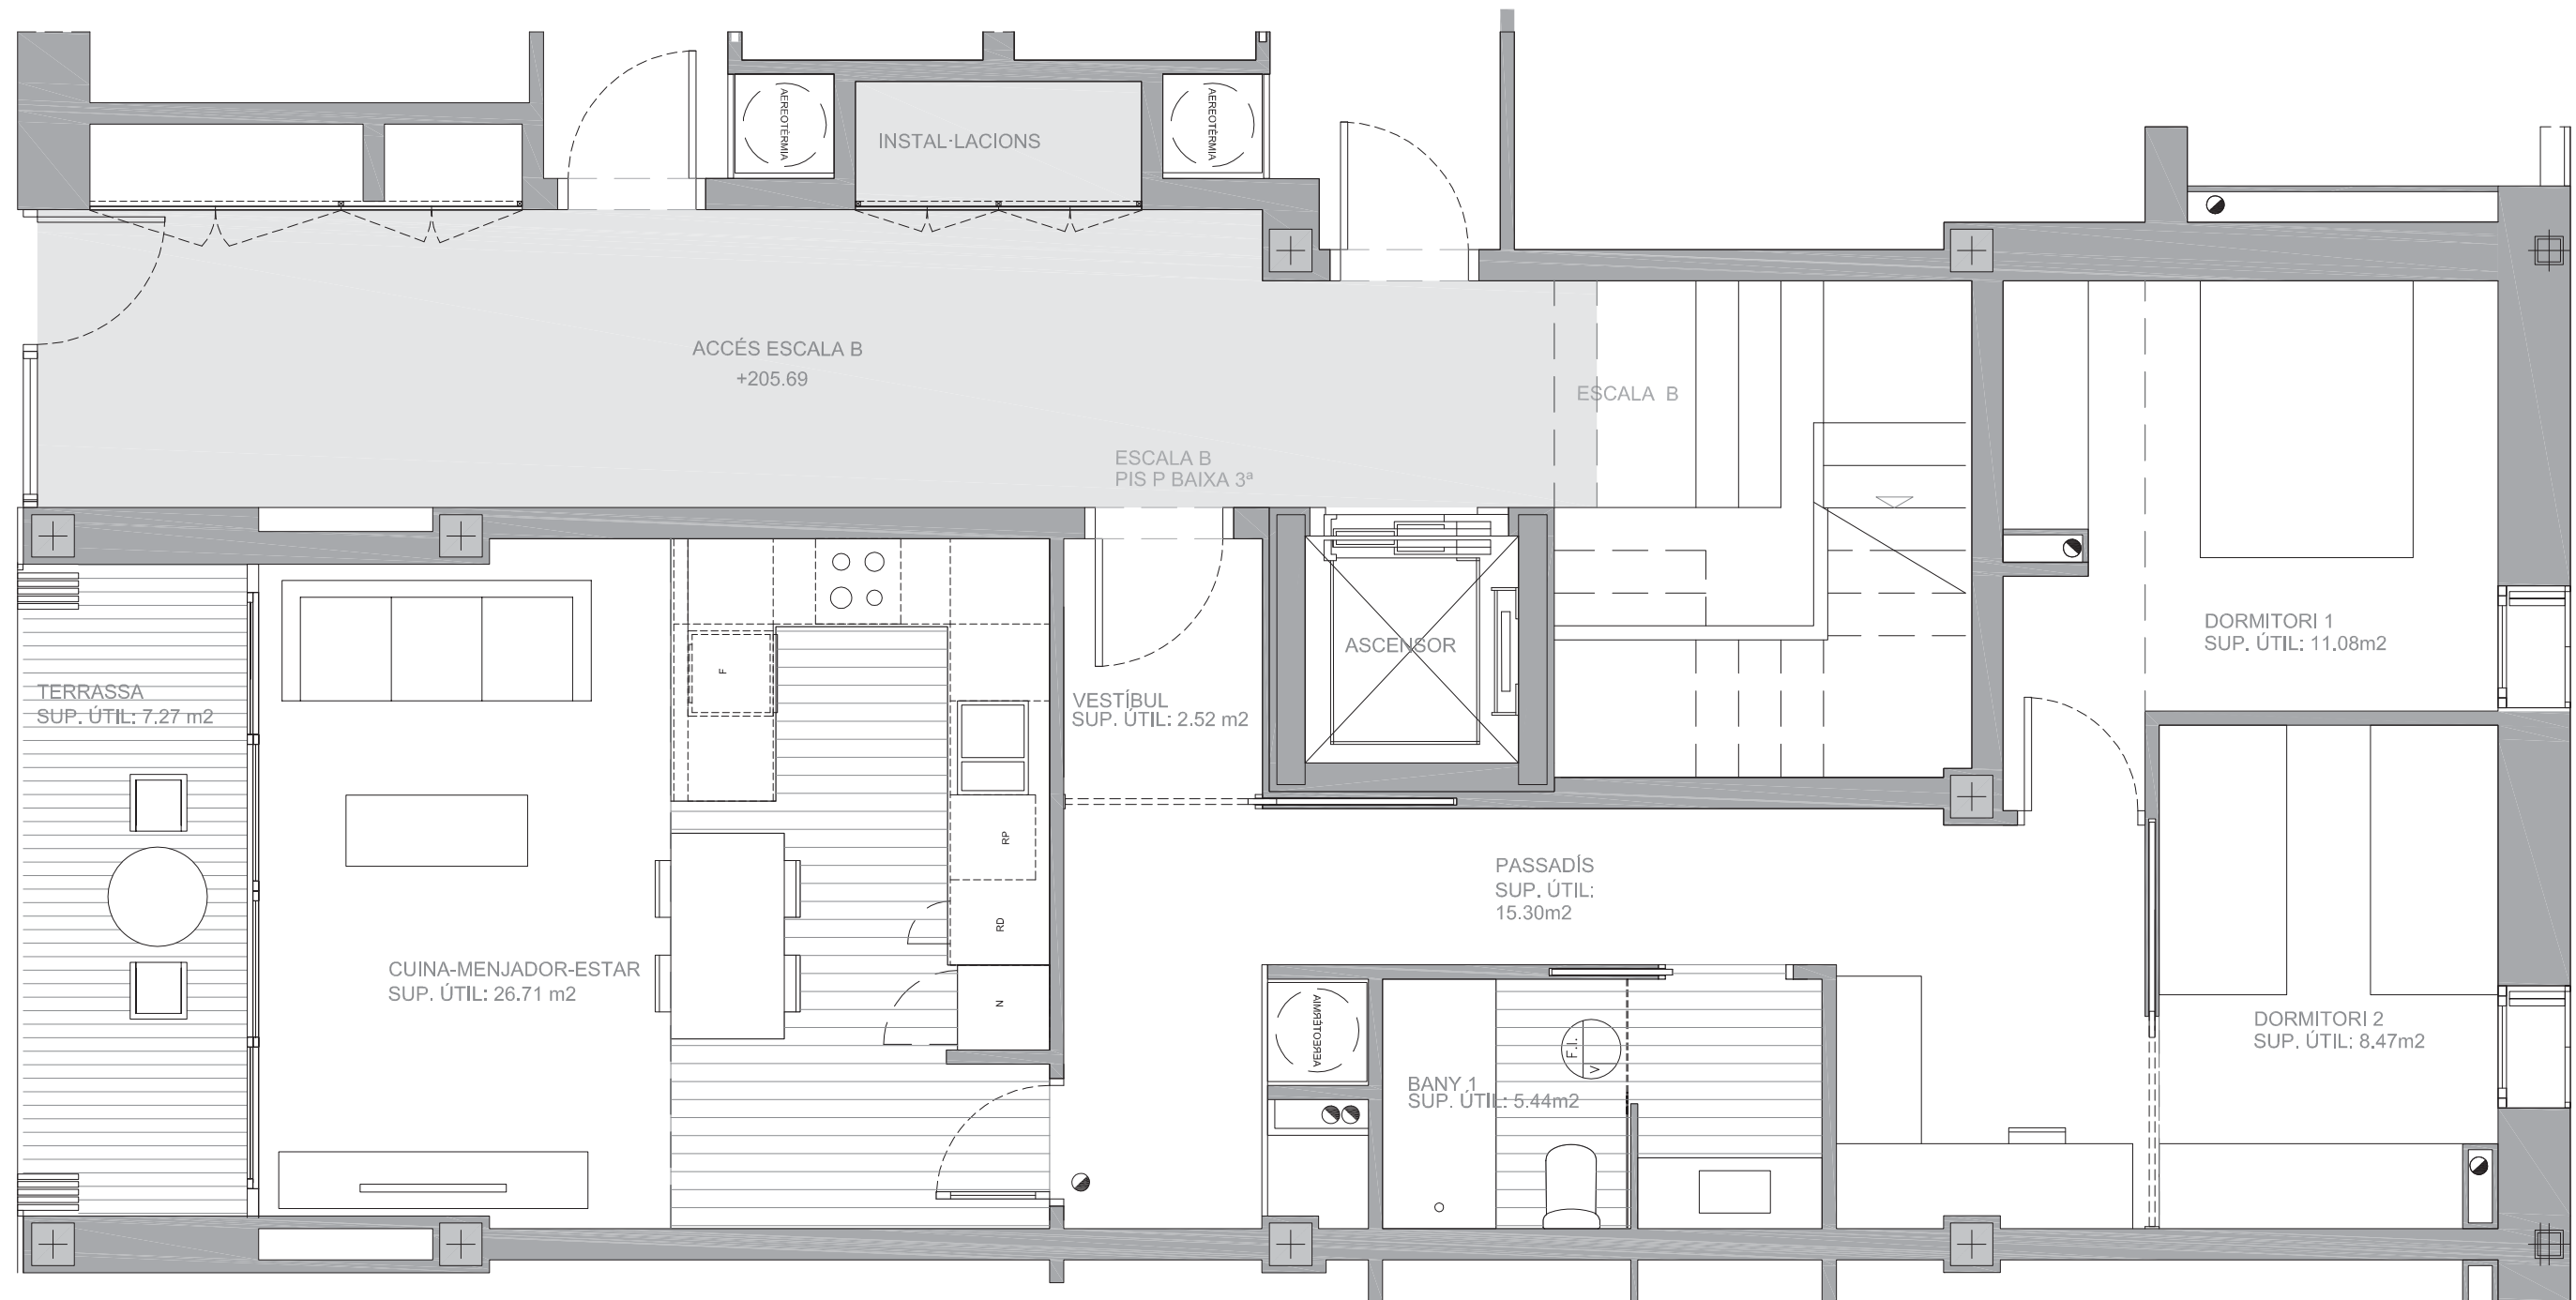 AEREOTÈRMIA
INSTAL·LACIONS
AEREOTÈRMIA
ACCÉS ESCALA B
+205.69
ESCALA B
ESCALA B
PIS P BAIXA 3ª
ASCENSOR
DORMITORI 1
SUP. ÚTIL: 11.08m2
TERRASSA
SUP. ÚTIL: 7.27 m2
F
VESTÍBUL
SUP. ÚTIL: 2.52 m2
RP
RD
N
PASSADÍS
SUP. ÚTIL:
15.30m2
CUINA-MENJADOR-ESTAR
SUP. ÚTIL: 26.71 m2
AEREOTÈRMIA
F.I.
V
BANY 1
SUP. ÚTIL: 5.44m2
DORMITORI 2
SUP. ÚTIL: 8.47m2